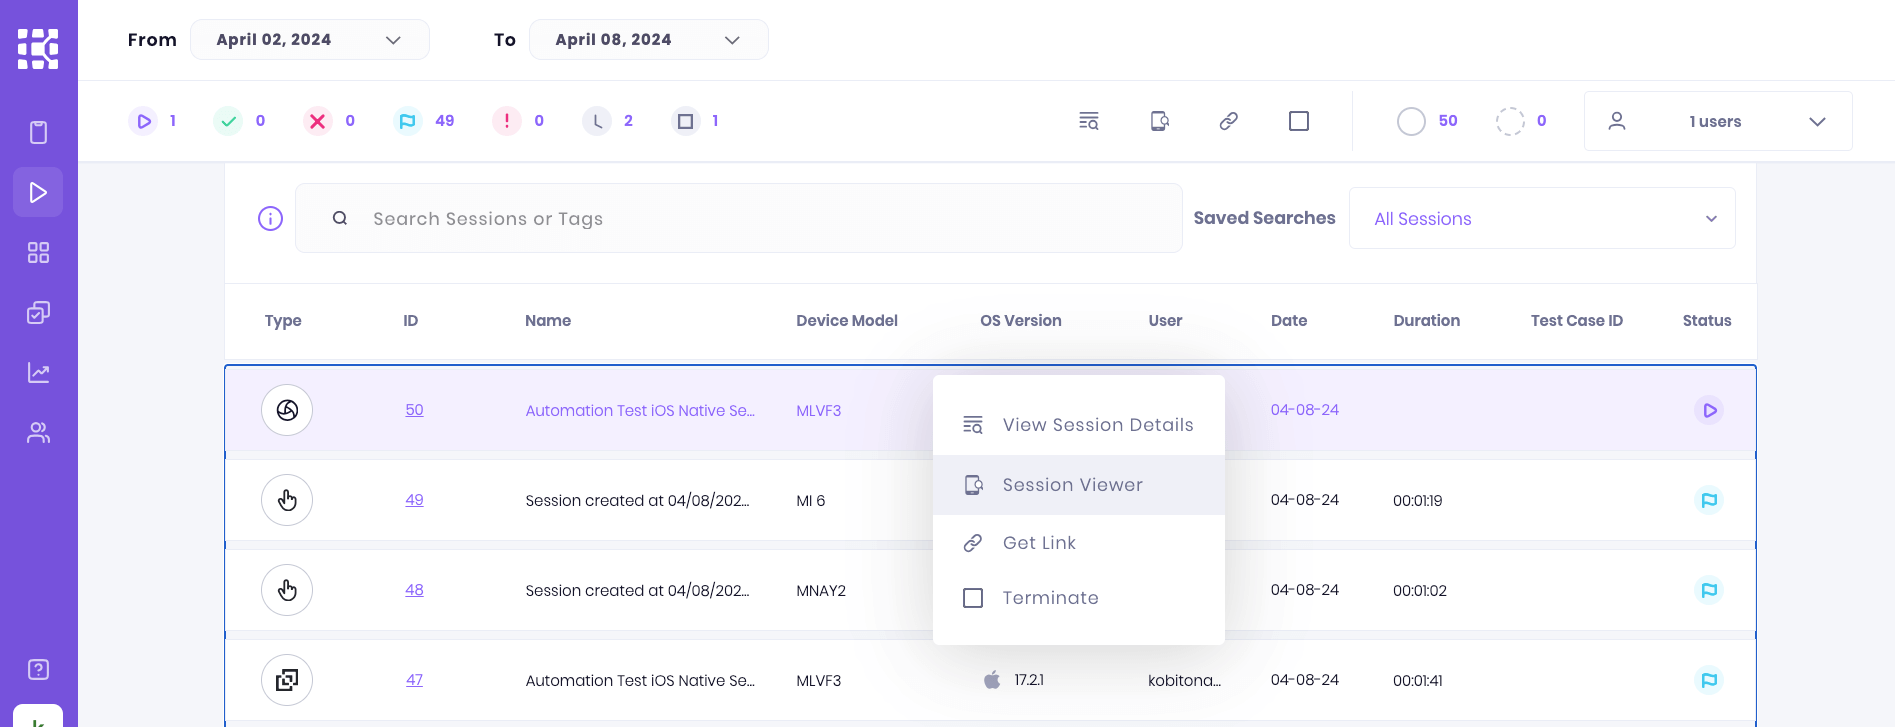 From April 02, 2024 To April 08, 2024
1 0 0 49 0 2 1 50 0 1 users
Search Sessions or Tags Saved Searches All Sessions
Type ID Name Device Model OS Version User Date Duration Test Case ID Status
50 Automation Test iOS Native Se... MLVF3 04-08-24
View Session Details
Session Viewer
49 Session created at 04/08/202... MI 6 04-08-24 00:01:19
Get Link
48 Session created at 04/08/202... MNAY2 04-08-24 00:01:02
Terminate
47 Automation Test iOS Native Se... MLVF3 17.2.1 kobitona... 04-08-24 00:01:41